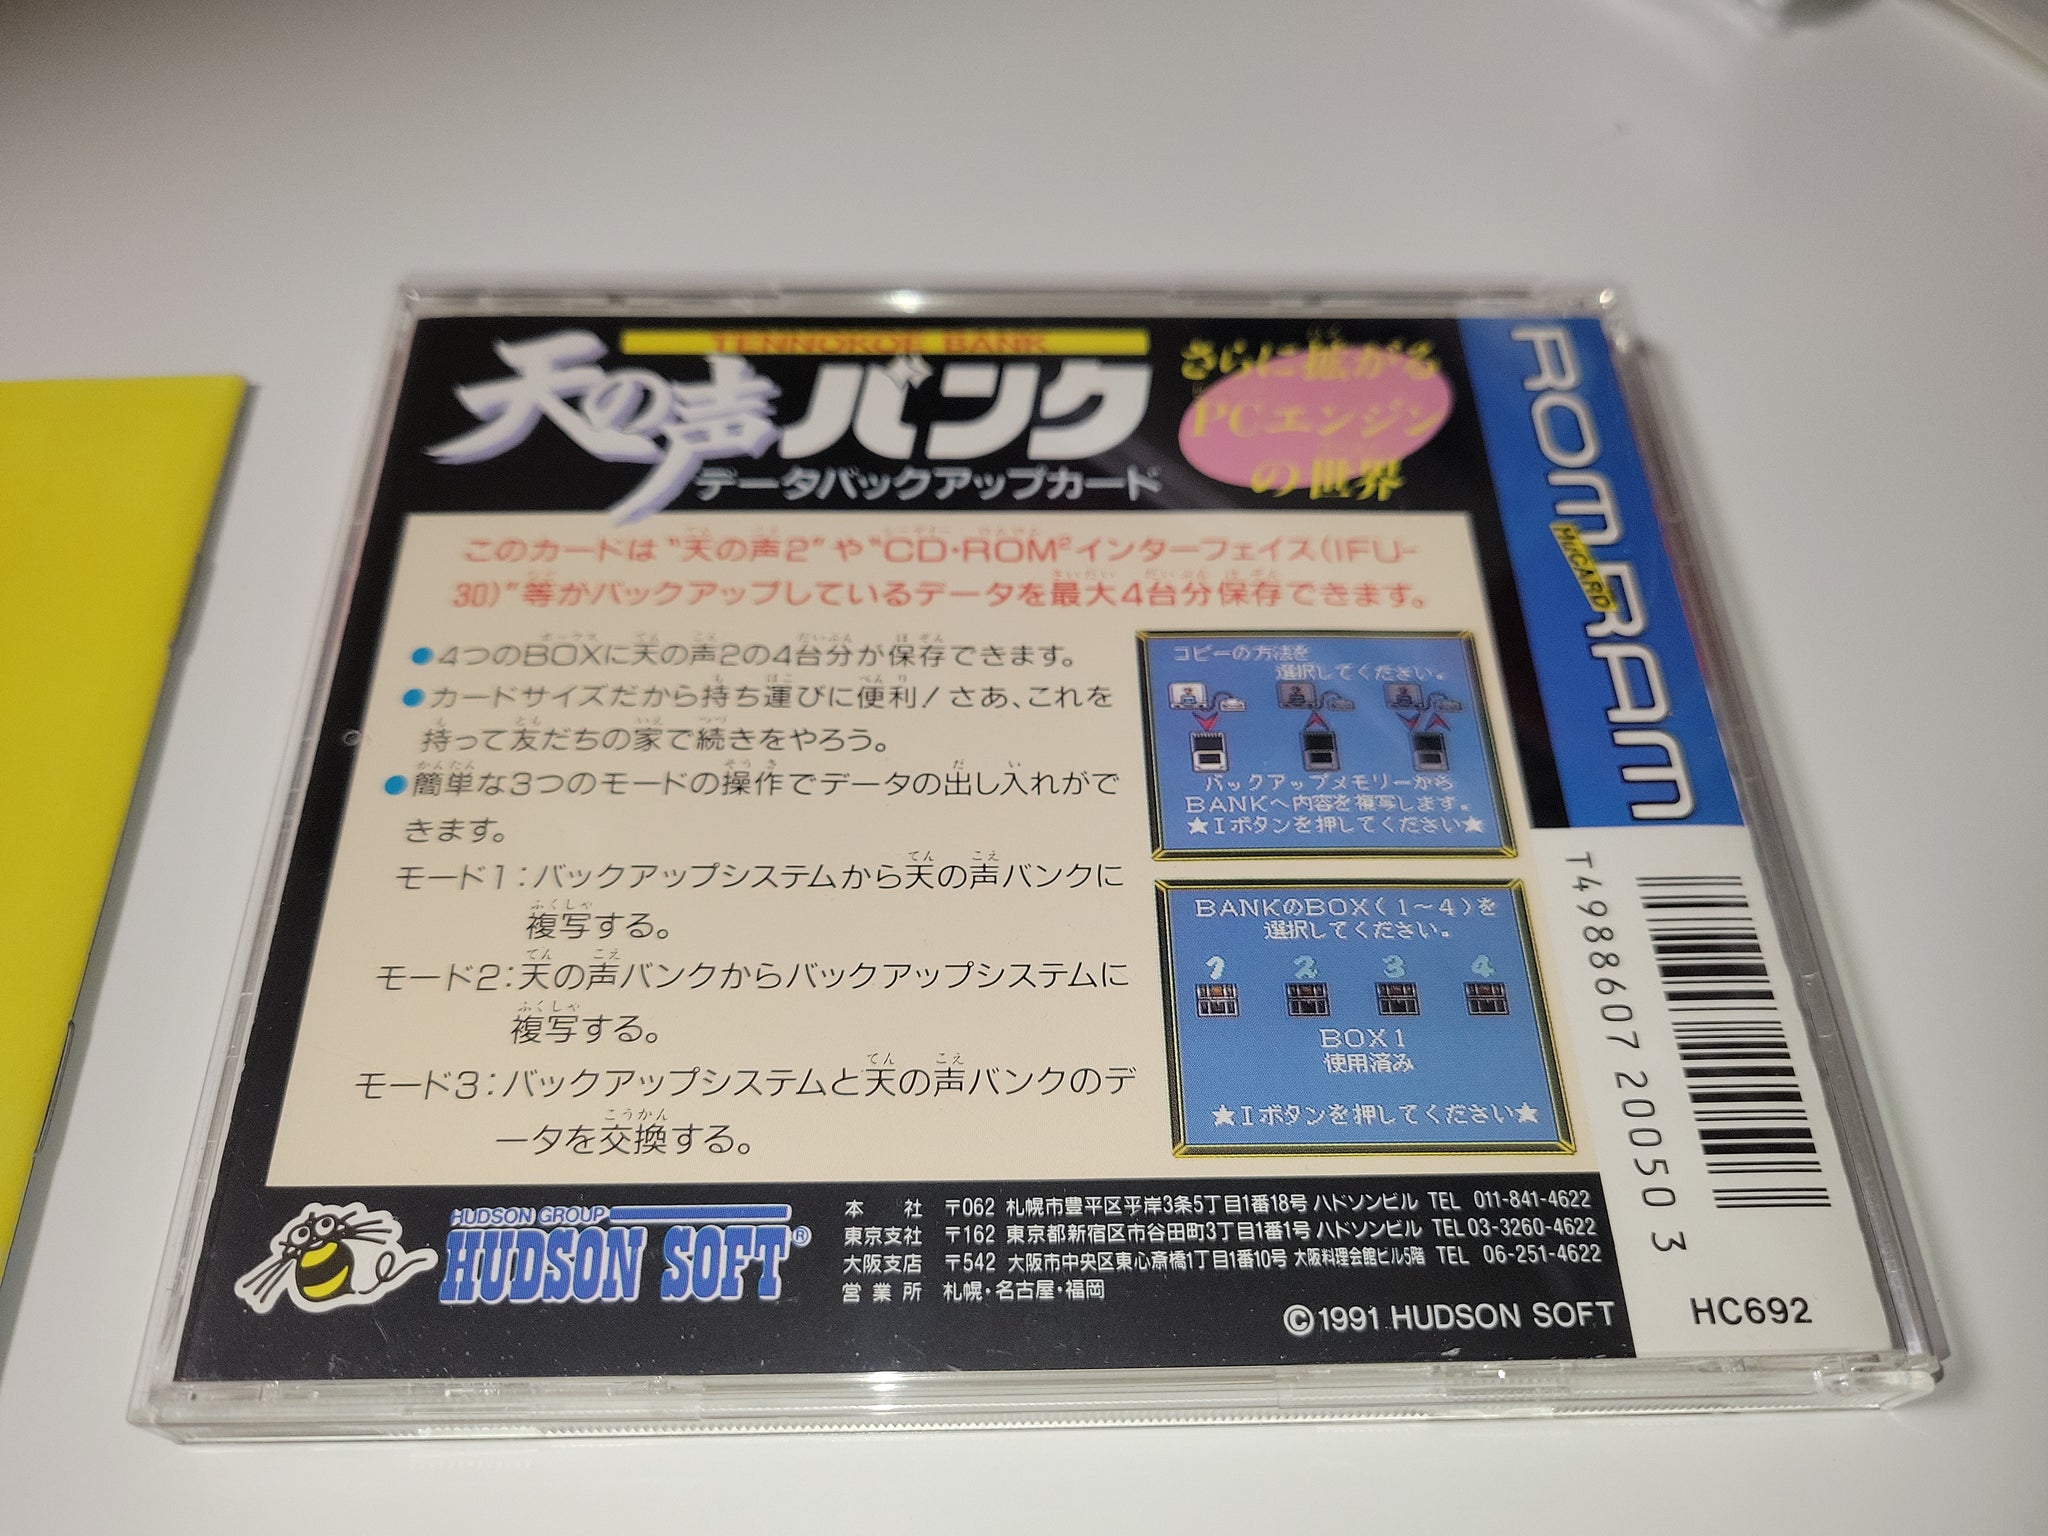 TENNOKOE BANK
天の声バンク
データバックアップカード
さらに拡がる
PCエンジン
の世界
このカードは"天の声2"や"CD・ROM²インターフェイス(IFU-
30)"等がバックアップしているデータを最大4台分保存できます。
●4つのBOXに天の声2の4台分が保存できます。
●カードサイズだから持ち運びに便利!さあ、これを
持って友だちの家で続きをやろう。
●簡単な3つのモードの操作でデータの出し入れがで
きます。
モード1:バックアップシステムから天の声バンクに
複写する。
モード2:天の声バンクからバックアップシステムに
複写する。
モード3:バックアップシステムと天の声バンクのデ
ータを交換する。
コピーの方法を
選択してください。
バックアップメモリーから
BANKへ内容を複写します。
★Iボタンを押してください★
BANKのBOX(1~4)を
選択してください。
1 2 3 4
BOX1
使用済み
★Iボタンを押してください★
HUDSON GROUP
HUDSON SOFT®
本 社 〒062 札幌市豊平区平岸3条5丁目1番18号 ハドソンビル TEL 011-841-4622
東京支社 〒162 東京都新宿区市谷田町3丁目1番1号 ハドソンビル TEL 03-3260-4622
大阪支店 〒542 大阪市中央区東心斎橋1丁目1番10号 大阪料理会館ビル5階 TEL 06-251-4622
営業所 札幌・名古屋・福岡
©1991 HUDSON SOFT
ROM RAM
HuCARD
T4988607 20050 3
HC692